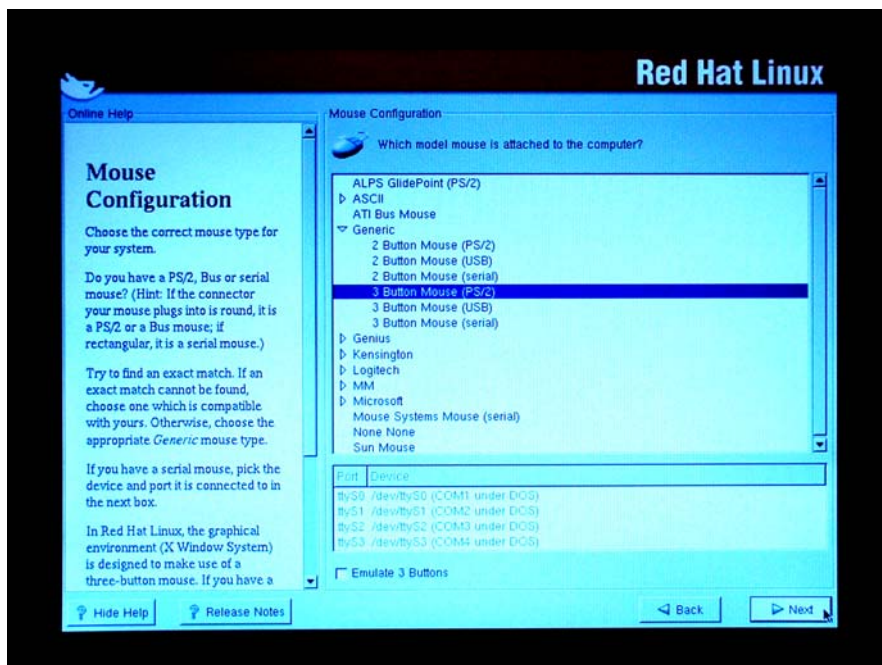 Red Hat Linux
Online Help
Mouse
Configuration
Choose the correct mouse type for
your system.
Do you have a PS/2, Bus or serial
mouse? (Hint: If the connector
your mouse plugs into is round, it is
a PS/2 or a Bus mouse; if
rectangular, it is a serial mouse.)
Try to find an exact match. If an
exact match cannot be found,
choose one which is compatible
with yours. Otherwise, choose the
appropriate Generic mouse type.
If you have a serial mouse, pick the
device and port it is connected to in
the next box.
In Red Hat Linux, the graphical
environment (X Window System)
is designed to make use of a
three-button mouse. If you have a
Mouse Configuration
Which model mouse is attached to the computer?
ALPS GlidePoint (PS/2)
ASCII
ATI Bus Mouse
Generic
2 Button Mouse (PS/2)
2 Button Mouse (USB)
2 Button Mouse (serial)
3 Button Mouse (PS/2)
3 Button Mouse (USB)
3 Button Mouse (serial)
Genius
Kensington
Logitech
MM
Microsoft
Mouse Systems Mouse (serial)
None None
Sun Mouse
Port Device
ttyS0 /dev/ttyS0 (COM1 under DOS)
ttyS1 /dev/ttyS1 (COM2 under DOS)
ttyS2 /dev/ttyS2 (COM3 under DOS)
ttyS3 /dev/ttyS3 (COM4 under DOS)
Emulate 3 Buttons
Hide Help
Release Notes
Back
Next